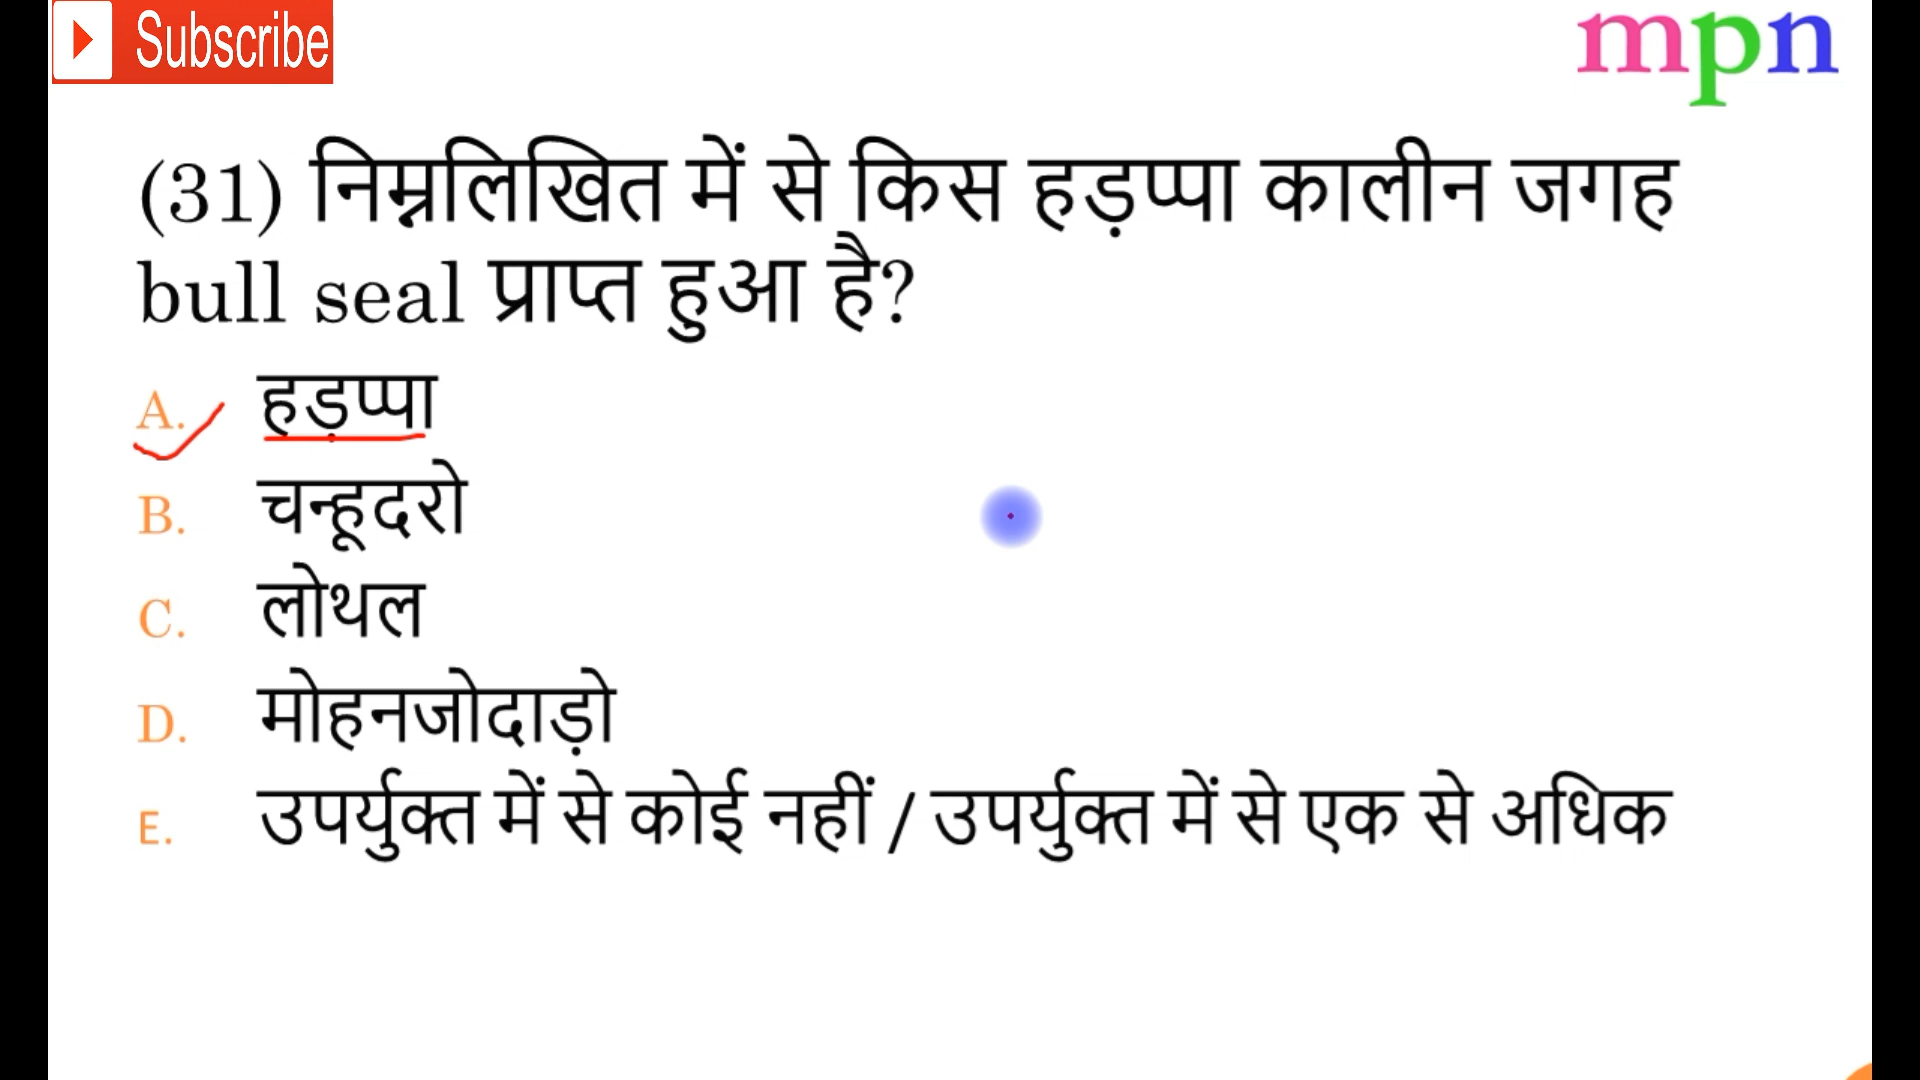 Subscribe
mpn
(31) निम्नलिखित में से किस हड़प्पा कालीन जगह
bull seal प्राप्त हुआ है?
A. हड़प्पा
B. चन्हूदरो
C. लोथल
D. मोहनजोदाड़ो
E. उपर्युक्त में से कोई नहीं / उपर्युक्त में से एक से अधिक